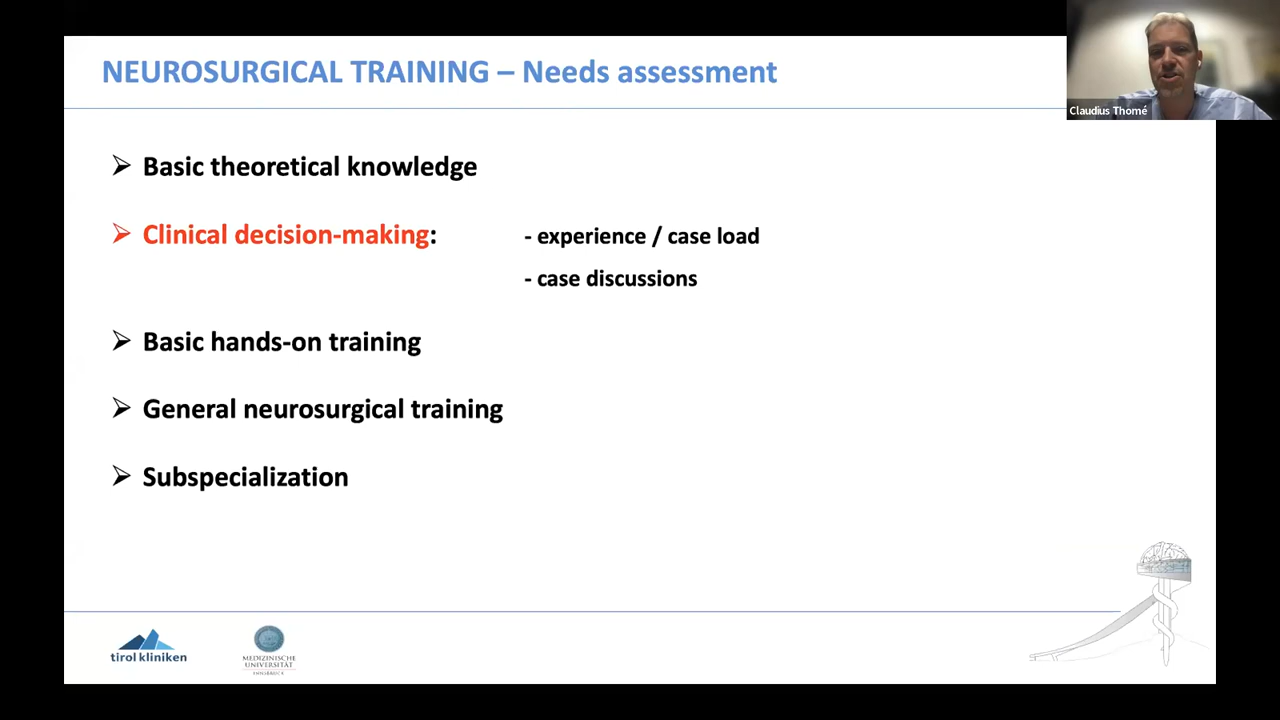 NEUROSURGICAL TRAINING – Needs assessment
Claudius Thomé
➢ Basic theoretical knowledge
➢ Clinical decision-making: - experience / case load
- case discussions
➢ Basic hands-on training
➢ General neurosurgical training
➢ Subspecialization
tirol kliniken
MEDIZINISCHE
UNIVERSITÄT
INNSBRUCK